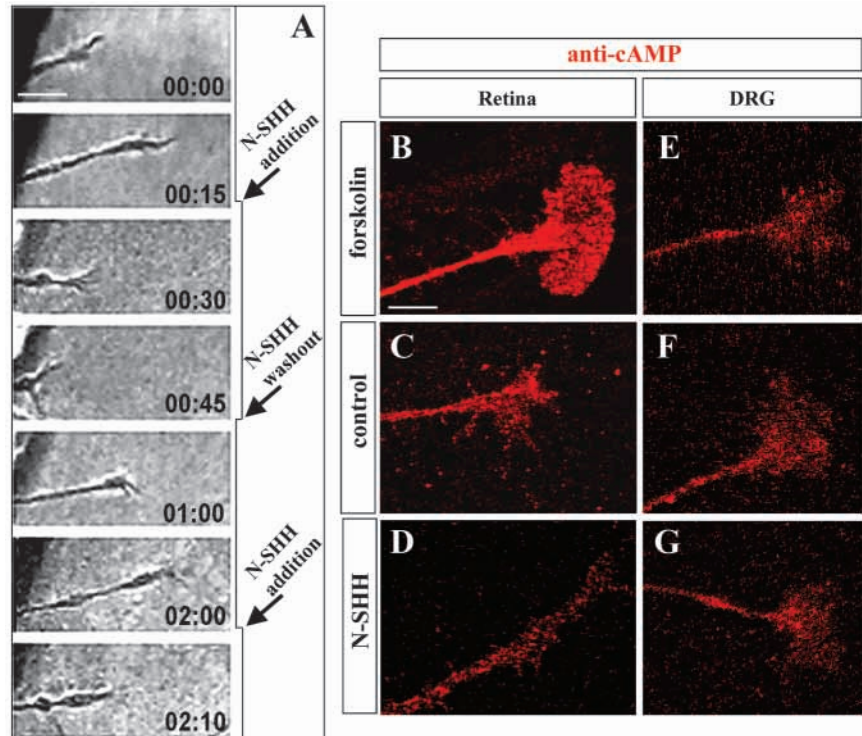 A
00:00
N-SHH
addition
00:15
00:30
N-SHH
washout
00:45
01:00
N-SHH
addition
02:00
02:10
anti-cAMP
Retina
DRG
forskolin
B
E
control
C
F
N-SHH
D
G